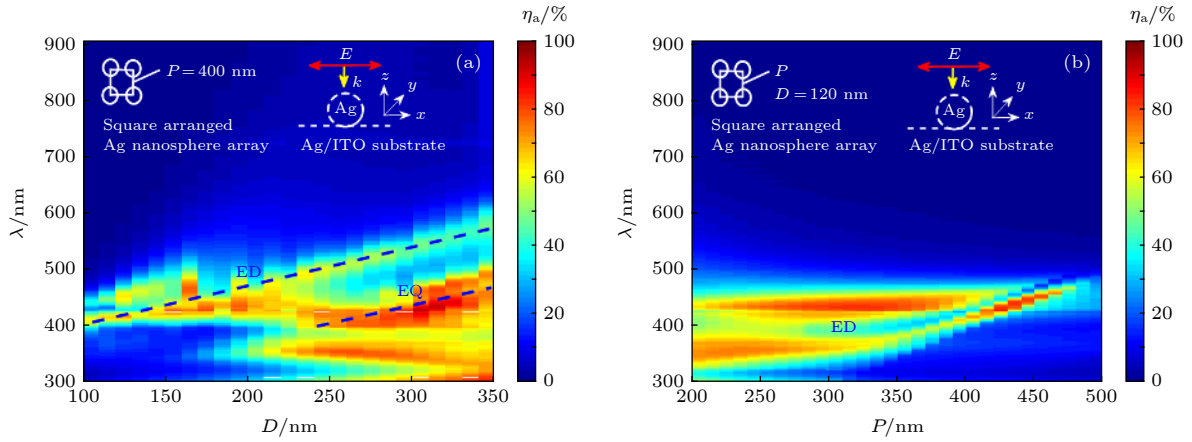 η_a/%
(a)
P = 400 nm
E
k
Ag
z
y
x
Square arranged
Ag nanosphere array
Ag/ITO substrate
ED
EQ
900
800
700
600
500
400
300
λ/nm
100
150
200
250
300
350
D/nm
100
80
60
40
20
0
η_a/%
(b)
P
D = 120 nm
E
k
Ag
z
y
x
Square arranged
Ag nanosphere array
Ag/ITO substrate
ED
900
800
700
600
500
400
300
λ/nm
200
250
300
350
400
450
500
P/nm
100
80
60
40
20
0